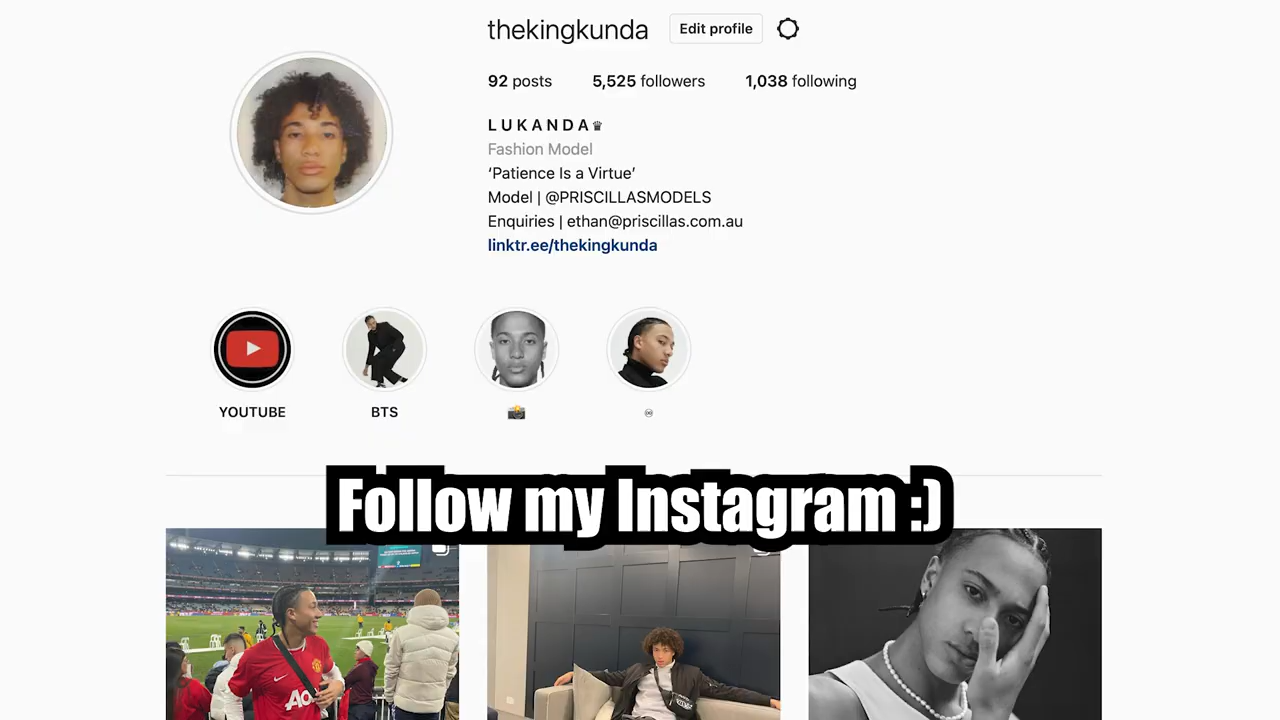 thekingkunda Edit profile
92 posts 5,525 followers 1,038 following
L U K A N D A ♛
Fashion Model
‘Patience Is a Virtue’
Model | @PRISCILLASMODELS
Enquiries | ethan@priscillas.com.au
linktr.ee/thekingkunda
YOUTUBE BTS 📸 ♾
Follow my Instagram :)